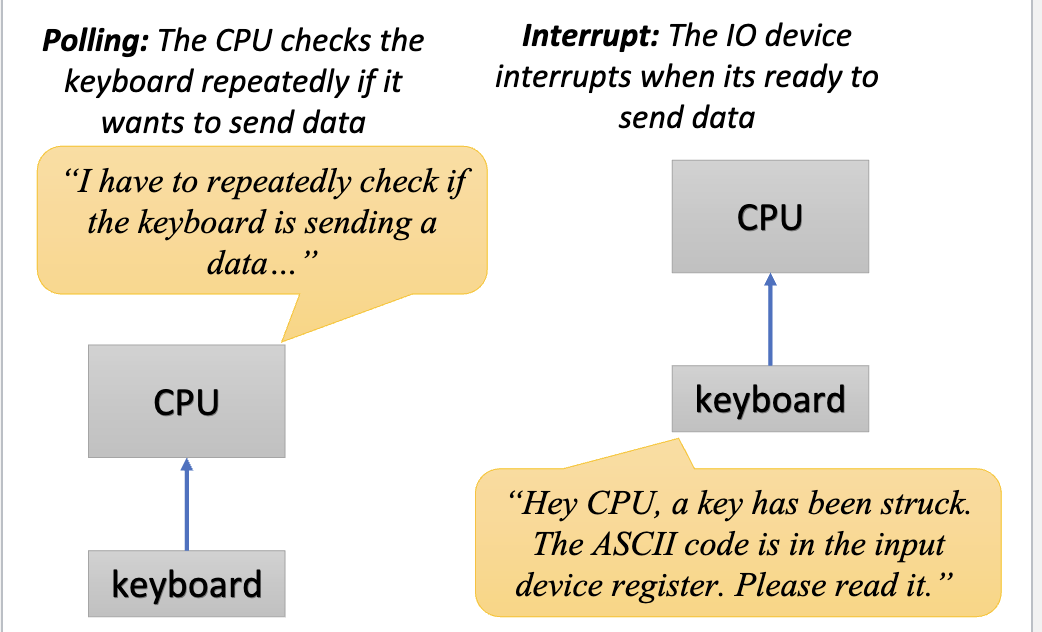 Polling: The CPU checks the
keyboard repeatedly if it
wants to send data
“I have to repeatedly check if
the keyboard is sending a
data…”
CPU
keyboard
Interrupt: The IO device
interrupts when its ready to
send data
CPU
keyboard
“Hey CPU, a key has been struck.
The ASCII code is in the input
device register. Please read it.”